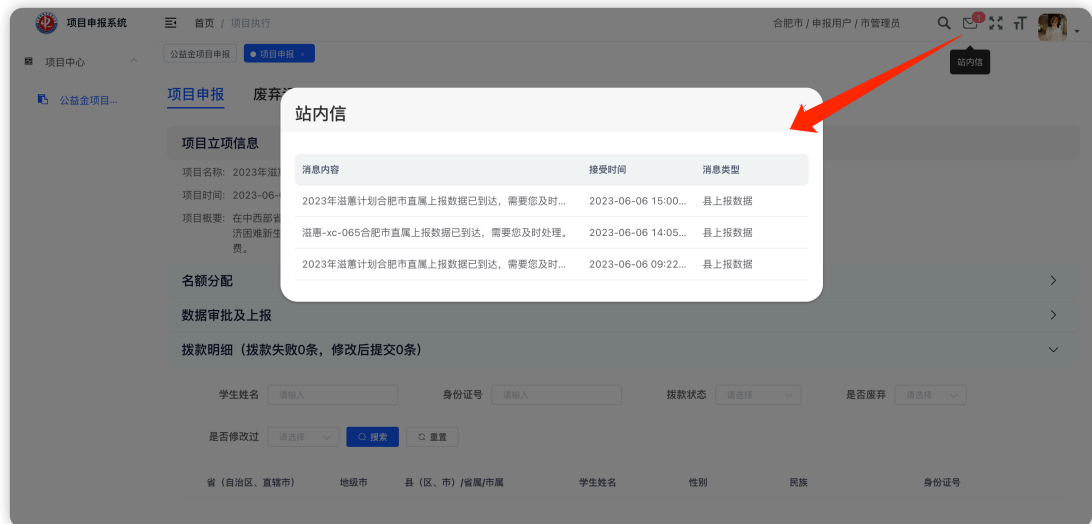 项目申报系统
首页 / 项目执行
合肥市 / 申报用户 / 市管理员
3
项目中心
公益金项目申报
项目申报
站内信
公益金项目...
项目申报
废弃
站内信
项目立项信息
消息内容 接受时间 消息类型
项目名称: 2023年滋
2023年滋蕙计划合肥市直属上报数据已到达，需要您及时... 2023-06-06 15:00... 县上报数据
项目时间: 2023-06-
滋惠-xc-065合肥市直属上报数据已到达，需要您及时处理。 2023-06-06 14:05... 县上报数据
项目概要: 在中西部省
济困难新生
费。
2023年滋蕙计划合肥市直属上报数据已到达，需要您及时... 2023-06-06 09:22... 县上报数据
名额分配
数据审批及上报
拨款明细（拨款失败0条，修改后提交0条）
学生姓名 请输入 身份证号 请输入 拨款状态 请选择 是否废弃 请选择
是否修改过 请选择 搜索 重置
省（自治区、直辖市） 地级市 县（区、市）/省属/市属 学生姓名 性别 民族 身份证号